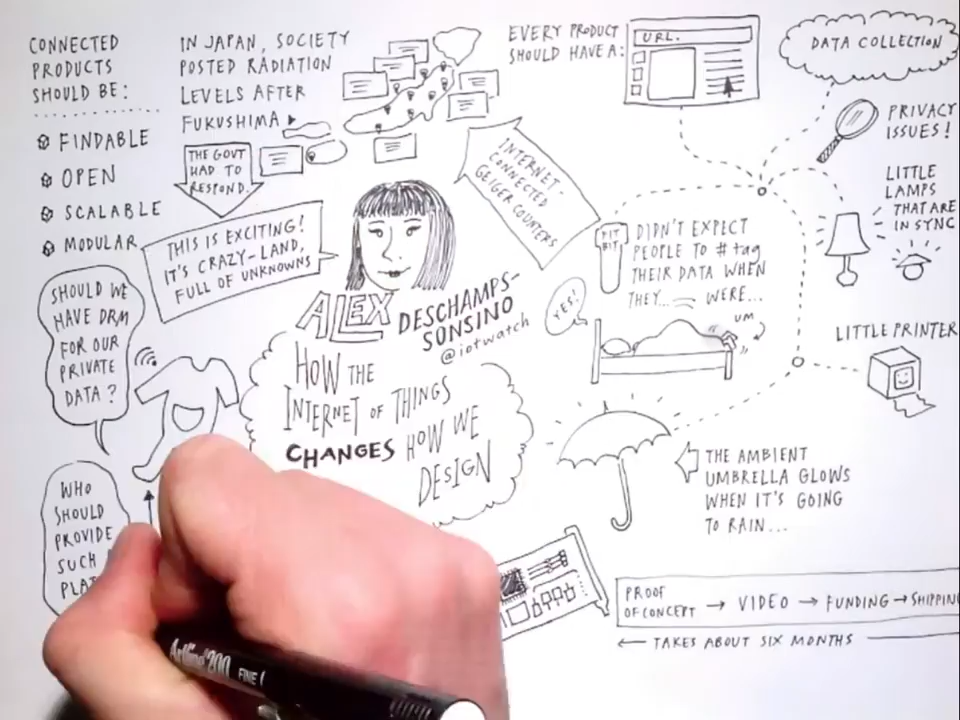 CONNECTED
PRODUCTS
SHOULD BE:
FINDABLE
OPEN
SCALABLE
MODULAR
IN JAPAN, SOCIETY
POSTED RADIATION
LEVELS AFTER
FUKUSHIMA
THE GOVT
HAD TO
RESPOND.
THIS IS EXCITING!
IT'S CRAZY-LAND,
FULL OF UNKNOWNS
INTERNET-
CONNECTED
GEIGER COUNTERS
EVERY PRODUCT
SHOULD HAVE A:
URL.
DATA COLLECTION
PRIVACY
ISSUES!
LITTLE
LAMPS
THAT ARE
IN SYNC
FIT
BIT
DIDN'T EXPECT
PEOPLE TO #tag
THEIR DATA WHEN
THEY... WERE...
UM
YES!
LITTLE PRINTER
ALEX DESCHAMPS-
SONSINO
@iotwatch
HOW THE
INTERNET OF THINGS
CHANGES HOW WE
DESIGN
SHOULD WE
HAVE DRM
FOR OUR
PRIVATE
DATA?
WHO
SHOULD
PROVIDE
SUCH
PLAT
THE AMBIENT
UMBRELLA GLOWS
WHEN IT'S GOING
TO RAIN...
PROOF
OF CONCEPT → VIDEO → FUNDING → SHIPPING
← TAKES ABOUT SIX MONTHS
Artline 200
FINE